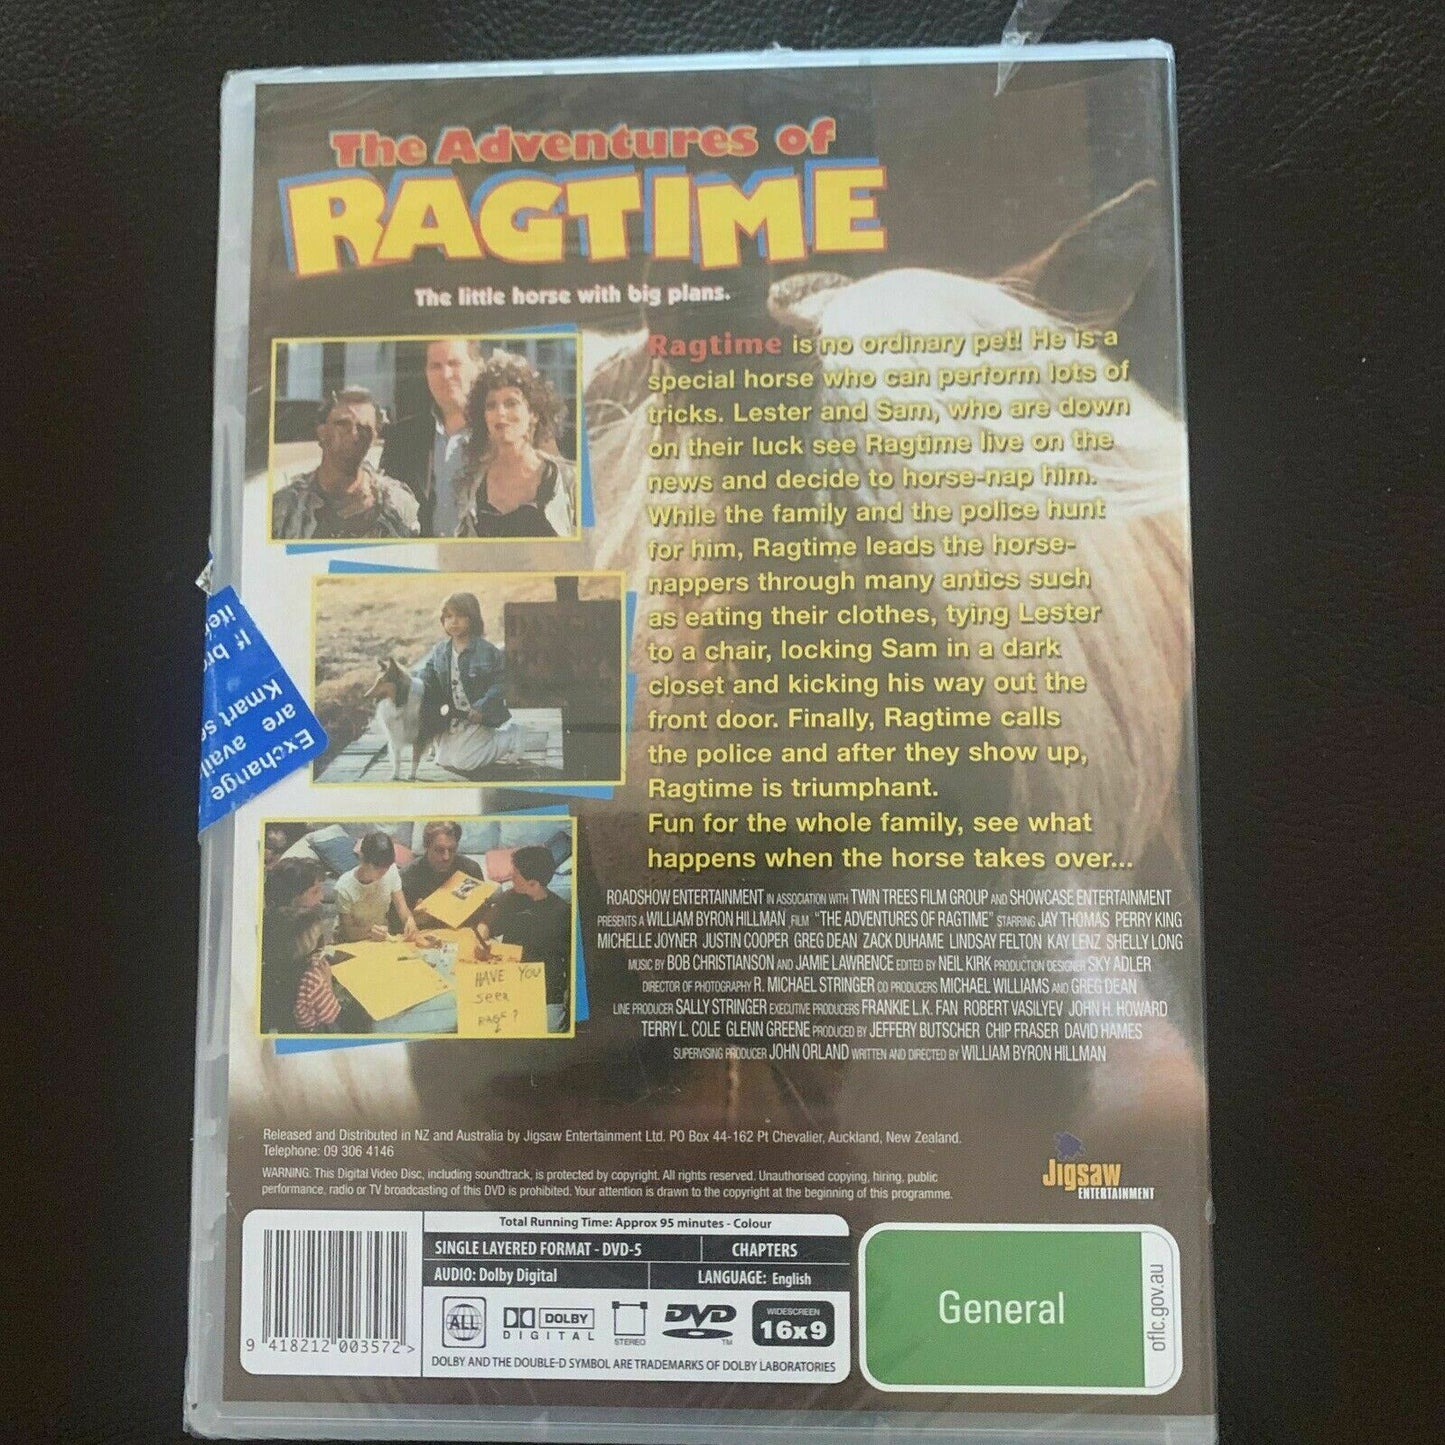 The Adventures of
RAGTIME
The little horse with big plans.
Ragtime is no ordinary pet! He is a
special horse who can perform lots of
tricks. Lester and Sam, who are down
on their luck see Ragtime live on the
news and decide to horse-nap him.
While the family and the police hunt
for him, Ragtime leads the horse-
nappers through many antics such
as eating their clothes, tying Lester
to a chair, locking Sam in a dark
closet and kicking his way out the
front door. Finally, Ragtime calls
the police and after they show up,
Ragtime is triumphant.
Fun for the whole family, see what
happens when the horse takes over...
Exchange
are avail
Kmart s
If br
HAVE YOU
Seen
RAGS?
ROADSHOW ENTERTAINMENT IN ASSOCIATION WITH TWIN TREES FILM GROUP AND SHOWCASE ENTERTAINMENT
PRESENTS A WILLIAM BYRON HILLMAN FILM "THE ADVENTURES OF RAGTIME" STARRING JAY THOMAS PERRY KING
MICHELLE JOYNER JUSTIN COOPER GREG DEAN ZACK DUHAME LINDSAY FELTON KAY LENZ SHELLY LONG
MUSIC BY BOB CHRISTIANSON AND JAMIE LAWRENCE EDITED BY NEIL KIRK PRODUCTION DESIGNER SKY ADLER
DIRECTOR OF PHOTOGRAPHY R. MICHAEL STRINGER CO PRODUCERS MICHAEL WILLIAMS AND GREG DEAN
LINE PRODUCER SALLY STRINGER EXECUTIVE PRODUCERS FRANKIE L.K. FAN ROBERT VASILYEV JOHN H. HOWARD
TERRY L. COLE GLENN GREENE PRODUCED BY JEFFERY BUTSCHER CHIP FRASER DAVID HAMES
SUPERVISING PRODUCER JOHN ORLAND WRITTEN AND DIRECTED BY WILLIAM BYRON HILLMAN
Released and Distributed in NZ and Australia by Jigsaw Entertainment Ltd. PO Box 44-162 Pt Chevalier, Auckland, New Zealand.
Telephone: 09 306 4146
WARNING: This Digital Video Disc, including soundtrack, is protected by copyright. All rights reserved. Unauthorised copying, hiring, public
performance, radio or TV broadcasting of this DVD is prohibited. Your attention is drawn to the copyright at the beginning of this programme.
Jigsaw
ENTERTAINMENT
Total Running Time: Approx 95 minutes - Colour
SINGLE LAYERED FORMAT - DVD-5 CHAPTERS
AUDIO: Dolby Digital LANGUAGE: English
ALL DOLBY DIGITAL STEREO DVD TM WIDESCREEN 16x9
DOLBY AND THE DOUBLE-D SYMBOL ARE TRADEMARKS OF DOLBY LABORATORIES
9 418212 003572 >
General
oflc.gov.au